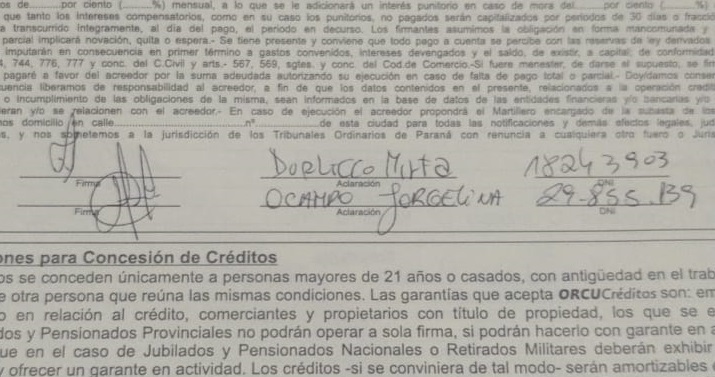 os de..........por ciento (..........%) mensual, a lo que se le adicionará un interés punitorio en caso de mora del..........por ciento (..........%)
que tanto los intereses compensatorios, como en su caso los punitorios, no pagados serán capitalizados por períodos de 30 días o fracció
a transcurrido íntegramente, al día del pago, el período en decurso. Los firmantes asumimos la obligación en forma mancomunada y
parcial implicará novación, quita o espera.- Se tiene presente y conviene que todo pago a cuenta se percibe con las reservas de ley derivados
imputarán en consecuencia en primer término a gastos convenidos, intereses devengados y el saldo, de existir, a capital; de conformidad
, 744, 776, 777 y conc. del C.Civil y arts.- 567, 569, sgtes. y conc. del Cod.de Comercio.-Si fuere menester, de darse el supuesto, se fir
pagaré a favor del acreedor por la suma adeudada autorizando su ejecución en caso de falta de pago total o parcial.- Doy/damos conser
uencia liberamos de responsabilidad al acreedor, a fin de que los datos contenidos en el presente, relacionados a la operación credit
o incumplimiento de las obligaciones de la misma, sean informados en la base de datos de las entidades financieras y/o bancarias y/o
ieran y/o se relacionen con el acreedor.- En caso de ejecución el acreedor propondrá el Martillero encargado de la subasta de los
nos domicilio en calle..........nº..........de esta ciudad para todas las notificaciones y demás efectos legales, jud
s, y nos sometemos a la jurisdicción de los Tribunales Ordinarios de Paraná con renuncia a cualquiera otro fuero o Juris
DORLICCO MIRTA 18243903
Firma Aclaración DNI
OCAMPO JORGELINA 29.855.139
Firma Aclaración DNI
ones para Concesión de Créditos
os se conceden únicamente a personas mayores de 21 años o casados, con antigüedad en el trab
e otra persona que reúna las mismas condiciones. Las garantías que acepta ORCUCréditos son: em
o en relación al crédito, comerciantes y propietarios con título de propiedad, los que se e
dos y Pensionados Provinciales no podrán operar a sola firma, si podrán hacerlo con garante en a
ue en el caso de Jubilados y Pensionados Nacionales o Retirados Militares deberán exhibir
y ofrecer un garante en actividad. Los créditos -si se conviniera de tal modo- serán amortizables